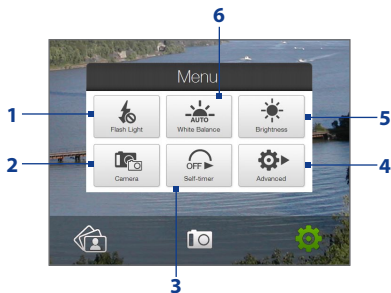 6
Menu
1
AUTO
5
Flash Light
White Balance
Brightness
2
OFF
4
Camera
Self-timer
Advanced
3